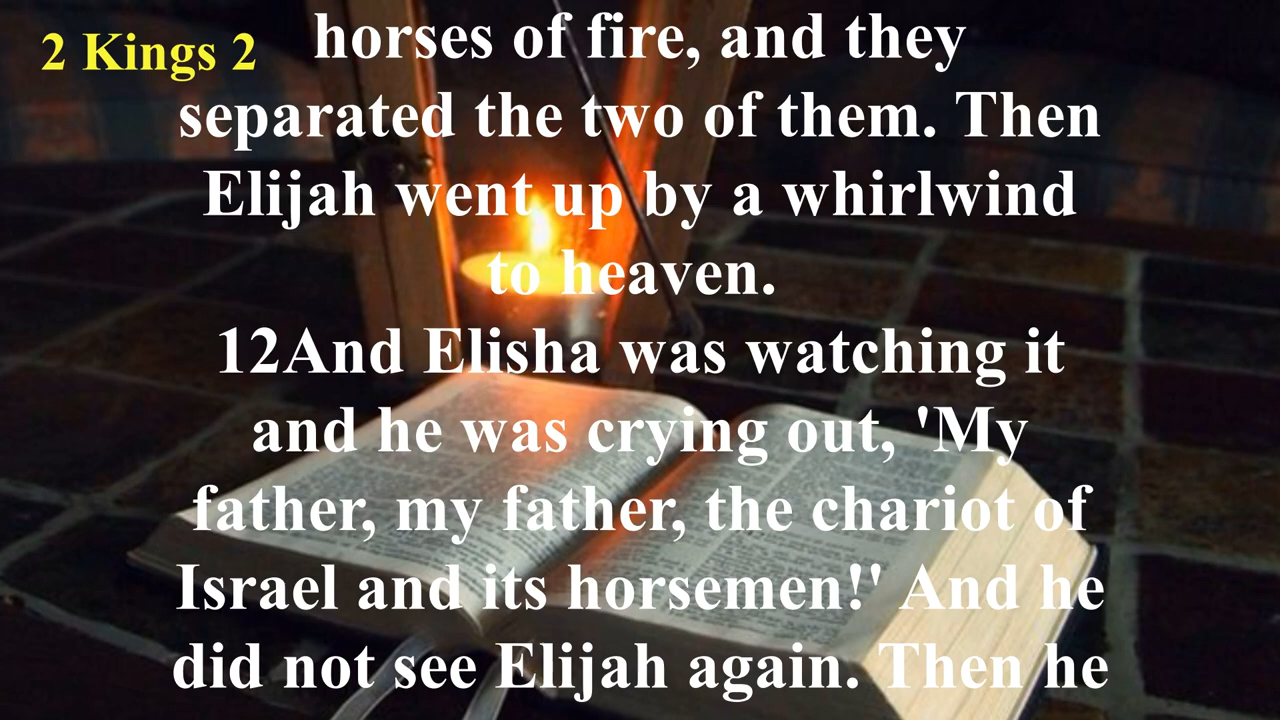 2 Kings 2
horses of fire, and they
separated the two of them. Then
Elijah went up by a whirlwind
to heaven.
12And Elisha was watching it
and he was crying out, 'My
father, my father, the chariot of
Israel and its horsemen!' And he
did not see Elijah again. Then he